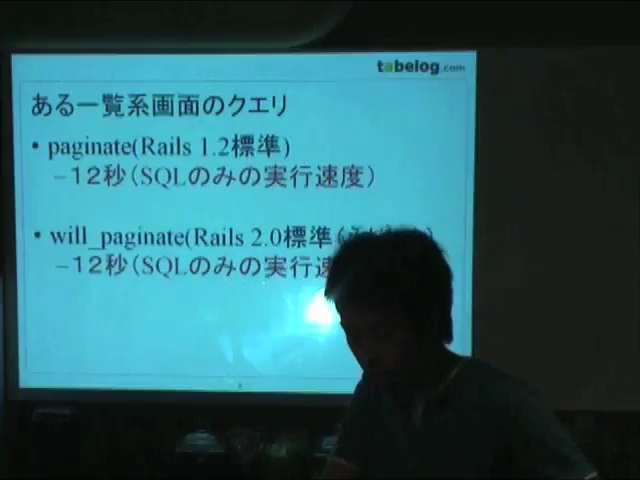 tabelog.com
ある一覧系画面のクエリ
• paginate(Rails 1.2標準)
–12秒（SQLのみの実行速度）
• will_paginate(Rails 2.0標準(
–12秒（SQLのみの実行速